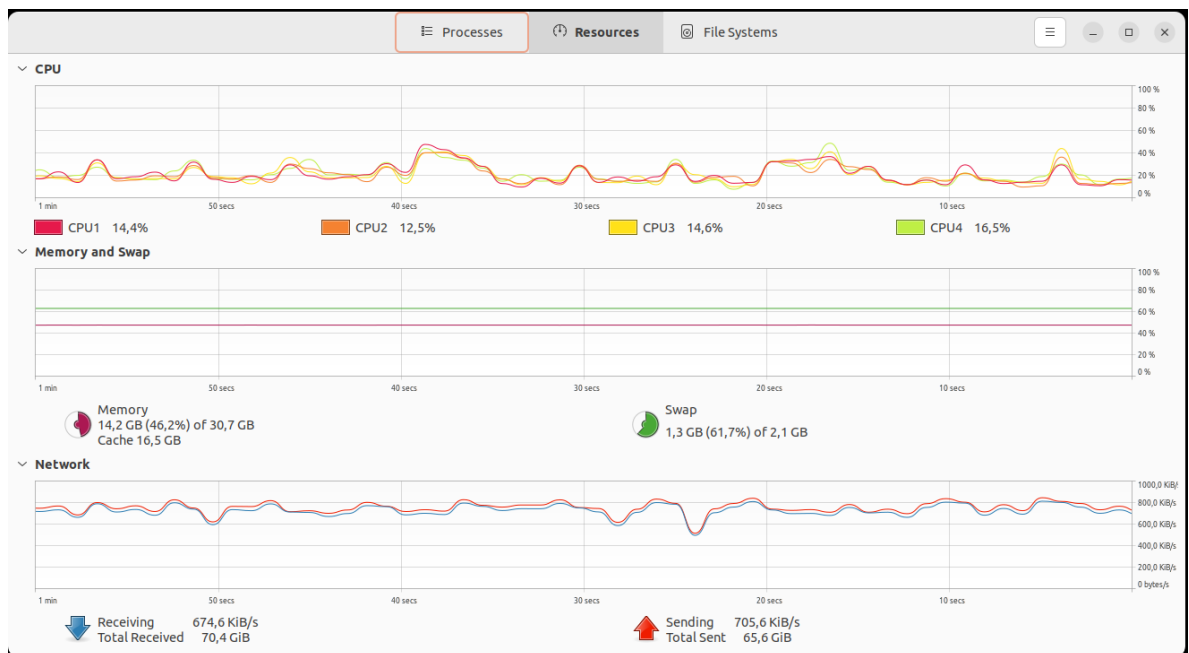 Processes
Resources
File Systems
CPU
100 %
80 %
60 %
40 %
20 %
0 %
1 min 50 secs 40 secs 30 secs 20 secs 10 secs
CPU1 14,4% CPU2 12,5% CPU3 14,6% CPU4 16,5%
Memory and Swap
100 %
80 %
60 %
40 %
20 %
0 %
1 min 50 secs 40 secs 30 secs 20 secs 10 secs
Memory
14,2 GB (46,2%) of 30,7 GB
Cache 16,5 GB
Swap
1,3 GB (61,7%) of 2,1 GB
Network
1000,0 KiB/
800,0 KiB/s
600,0 KiB/s
400,0 KiB/s
200,0 KiB/s
0 bytes/s
1 min 50 secs 40 secs 30 secs 20 secs 10 secs
Receiving 674,6 KiB/s
Total Received 70,4 GiB
Sending 705,6 KiB/s
Total Sent 65,6 GiB